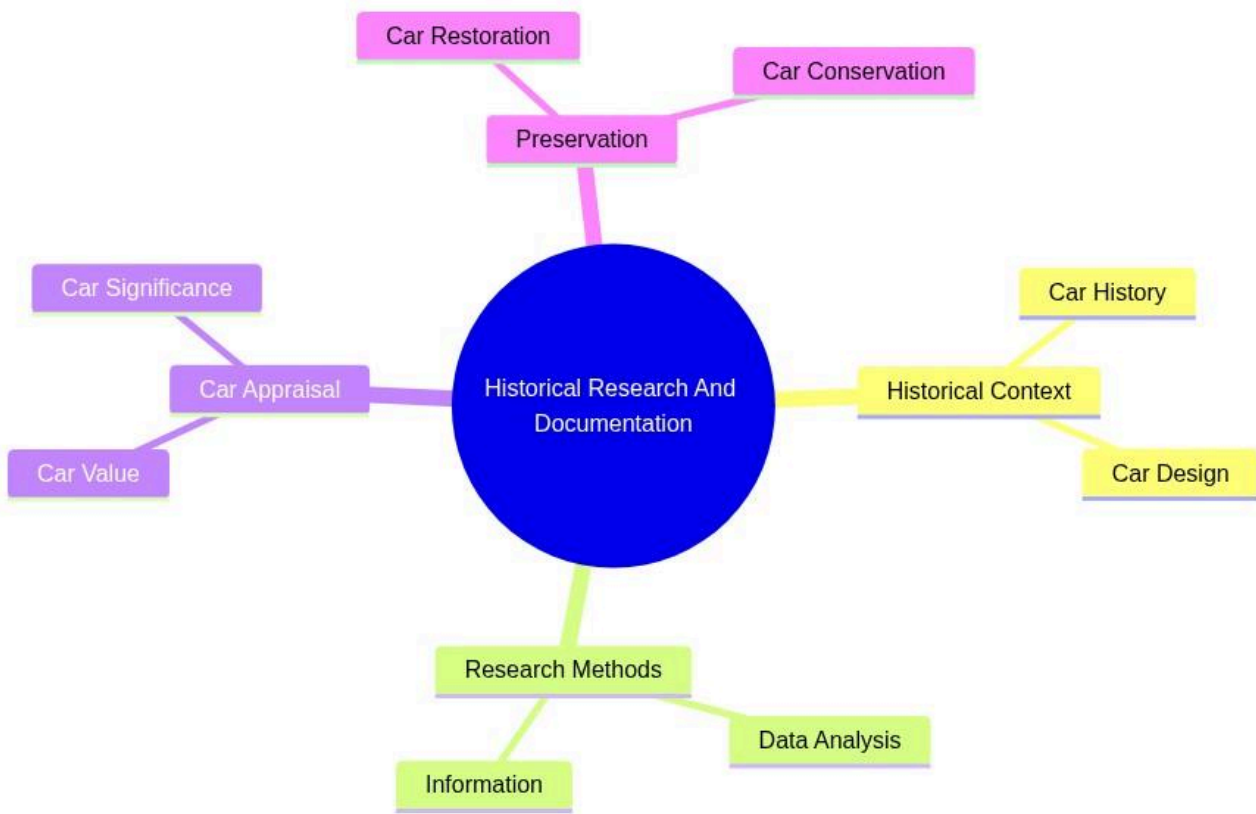 Car Restoration
Car Conservation
Preservation
Car Significance
Car History
Car Appraisal
Historical Research And
Documentation
Historical Context
Car Value
Car Design
Research Methods
Data Analysis
Information